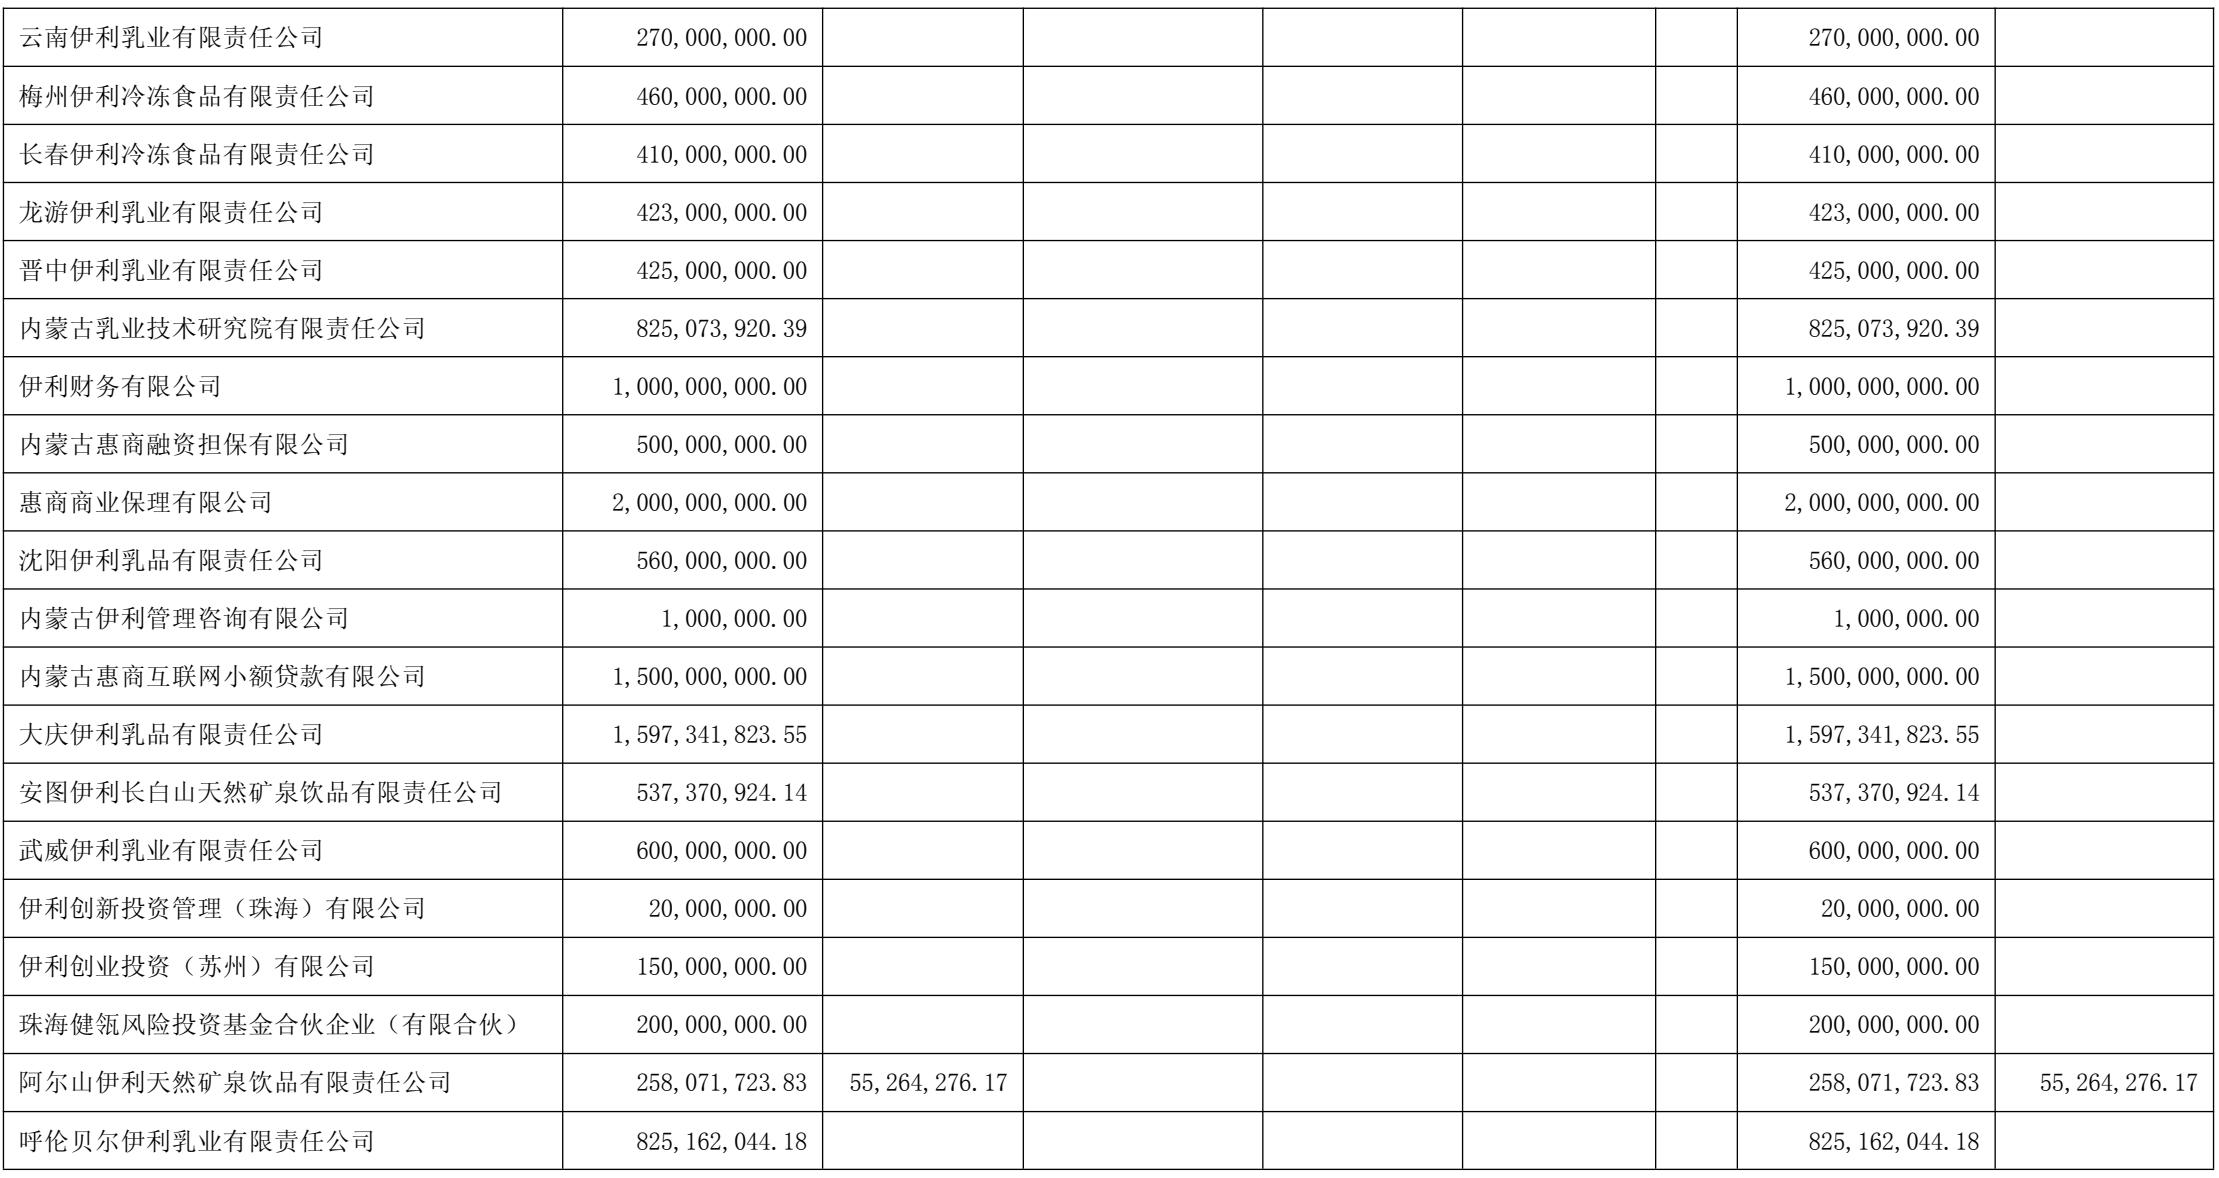 云南伊利乳业有限责任公司 270,000,000.00 270,000,000.00
梅州伊利冷冻食品有限责任公司 460,000,000.00 460,000,000.00
长春伊利冷冻食品有限责任公司 410,000,000.00 410,000,000.00
龙游伊利乳业有限责任公司 423,000,000.00 423,000,000.00
晋中伊利乳业有限责任公司 425,000,000.00 425,000,000.00
内蒙古乳业技术研究院有限责任公司 825,073,920.39 825,073,920.39
伊利财务有限公司 1,000,000,000.00 1,000,000,000.00
内蒙古惠商融资担保有限公司 500,000,000.00 500,000,000.00
惠商商业保理有限公司 2,000,000,000.00 2,000,000,000.00
沈阳伊利乳品有限责任公司 560,000,000.00 560,000,000.00
内蒙古伊利管理咨询有限公司 1,000,000.00 1,000,000.00
内蒙古惠商互联网小额贷款有限公司 1,500,000,000.00 1,500,000,000.00
大庆伊利乳品有限责任公司 1,597,341,823.55 1,597,341,823.55
安图伊利长白山天然矿泉饮品有限责任公司 537,370,924.14 537,370,924.14
武威伊利乳业有限责任公司 600,000,000.00 600,000,000.00
伊利创新投资管理（珠海）有限公司 20,000,000.00 20,000,000.00
伊利创业投资（苏州）有限公司 150,000,000.00 150,000,000.00
珠海健瓴风险投资基金合伙企业（有限合伙） 200,000,000.00 200,000,000.00
阿尔山伊利天然矿泉饮品有限责任公司 258,071,723.83 55,264,276.17 258,071,723.83 55,264,276.17
呼伦贝尔伊利乳业有限责任公司 825,162,044.18 825,162,044.18